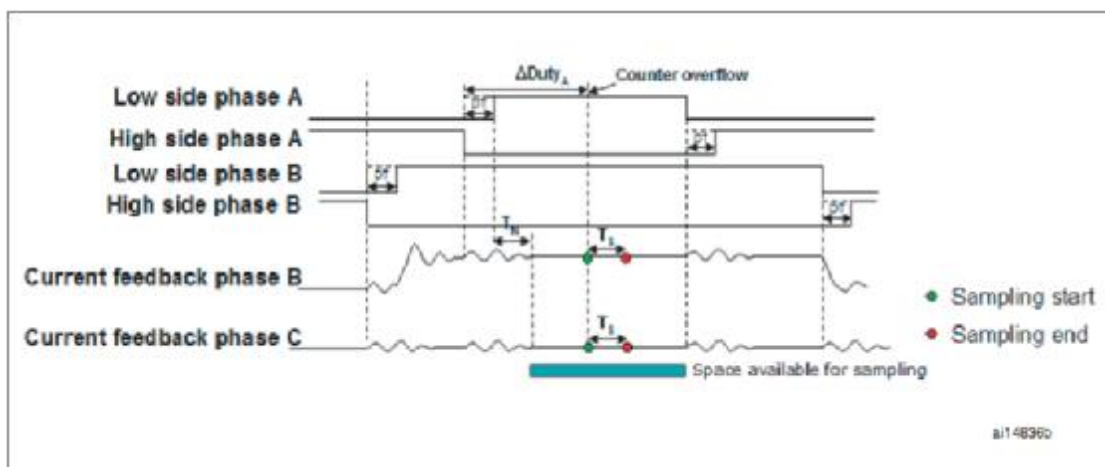 ΔDuty_A
Counter overflow
Low side phase A
DT
High side phase A
DT
Low side phase B
DT
High side phase B
DT
T_N
T_s
Current feedback phase B
Sampling start
T_s
Sampling end
Current feedback phase C
Space available for sampling
ai14836b